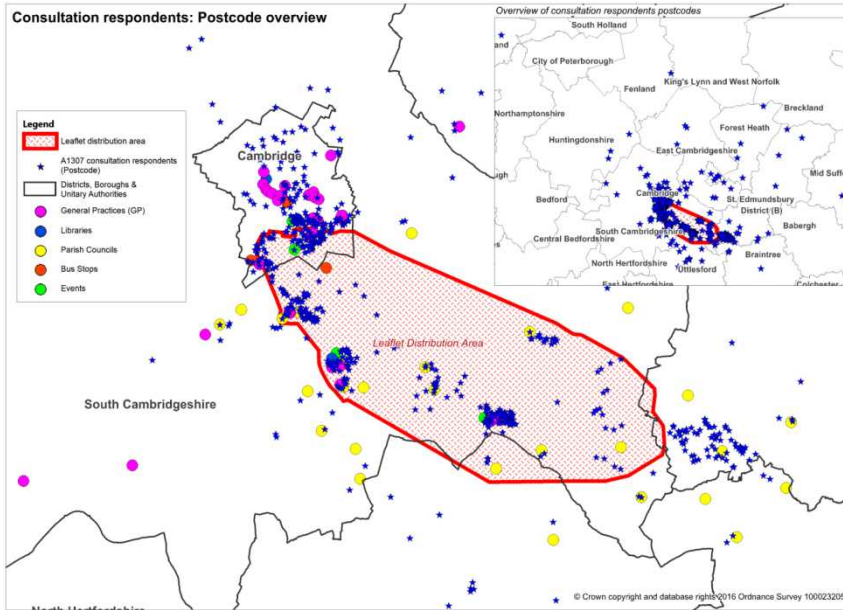 Consultation respondents: Postcode overview
Overview of consultation respondents postcodes
South Holland
City of Peterborough
King's Lynn and West Norfolk
Fenland
Breckland
Northamptonshire
Forest Heath
Huntingdonshire
East Cambridgeshire
Mid Suff
Bedford
Cambridge
St. Edmundsbury
District (B)
South Cambridgeshire
Babergh
Central Bedfordshire
Braintree
North Hertfordshire
Uttlesford
East Hertfordshire
Colchester
Legend
Leaflet distribution area
A1307 consultation respondents
(Postcode)
Districts, Boroughs &
Unitary Authorities
General Practices (GP)
Libraries
Parish Councils
Bus Stops
Events
Cambridge
Leaflet Distribution Area
South Cambridgeshire
North Hertfordshire
© Crown copyright and database rights 2016 Ordnance Survey 100023205